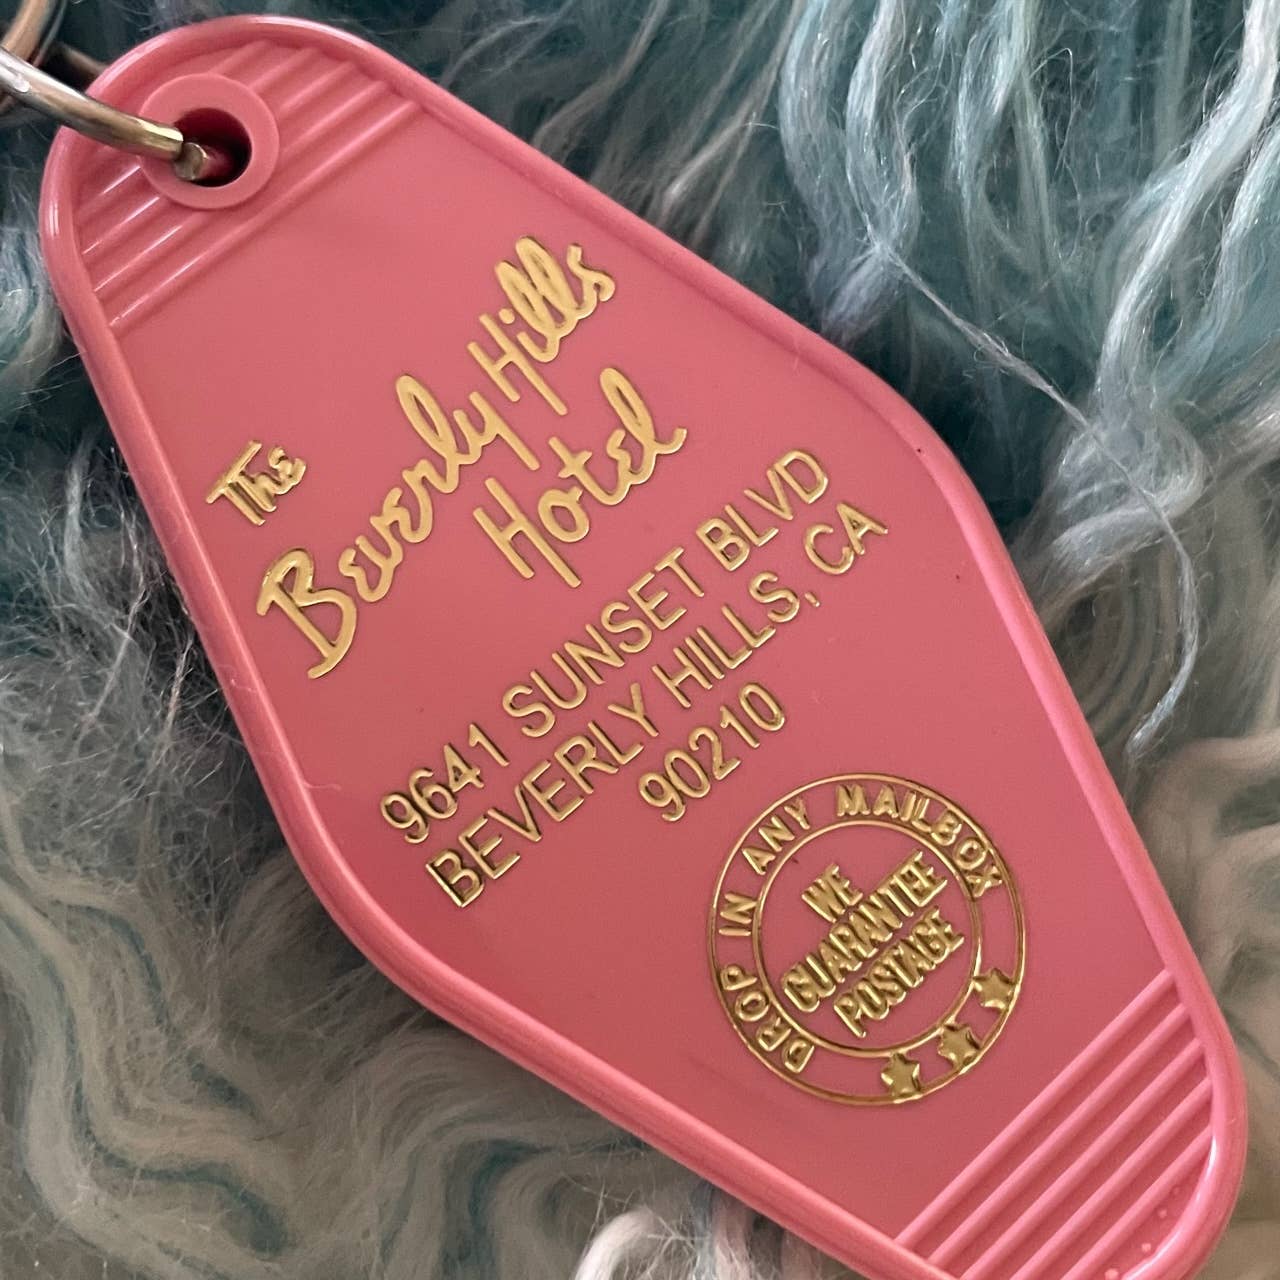 The
Beverly Hills
Hotel
9641 SUNSET BLVD
BEVERLY HILLS, CA
90210
DROP IN ANY MAILBOX
WE
GUARANTEE
POSTAGE